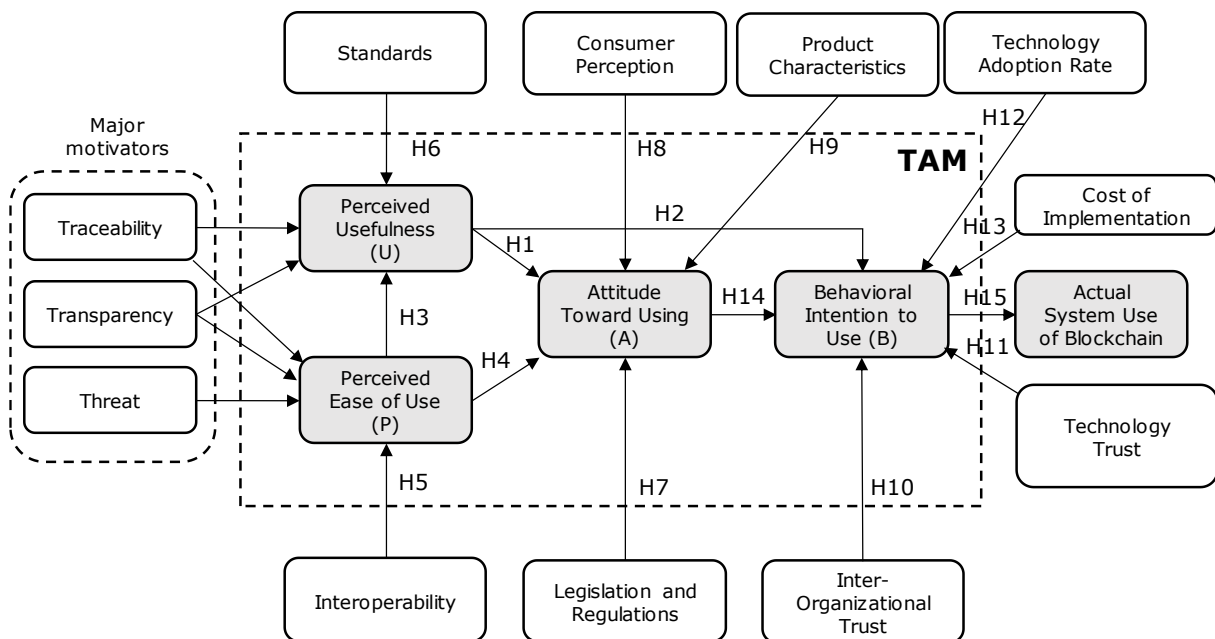 Standards
Consumer
Perception
Product
Characteristics
Technology
Adoption Rate
Major
motivators
H6
H8
H9
H12
TAM
Traceability
Perceived
Usefulness
(U)
H2
H1
H13
Cost of
Implementation
Transparency
H3
Attitude
Toward Using
(A)
H14
Behavioral
Intention to
Use (B)
H15
Actual
System Use
of Blockchain
H4
H11
Threat
Perceived
Ease of Use
(P)
Technology
Trust
H5
H7
H10
Interoperability
Legislation and
Regulations
Inter-
Organizational
Trust